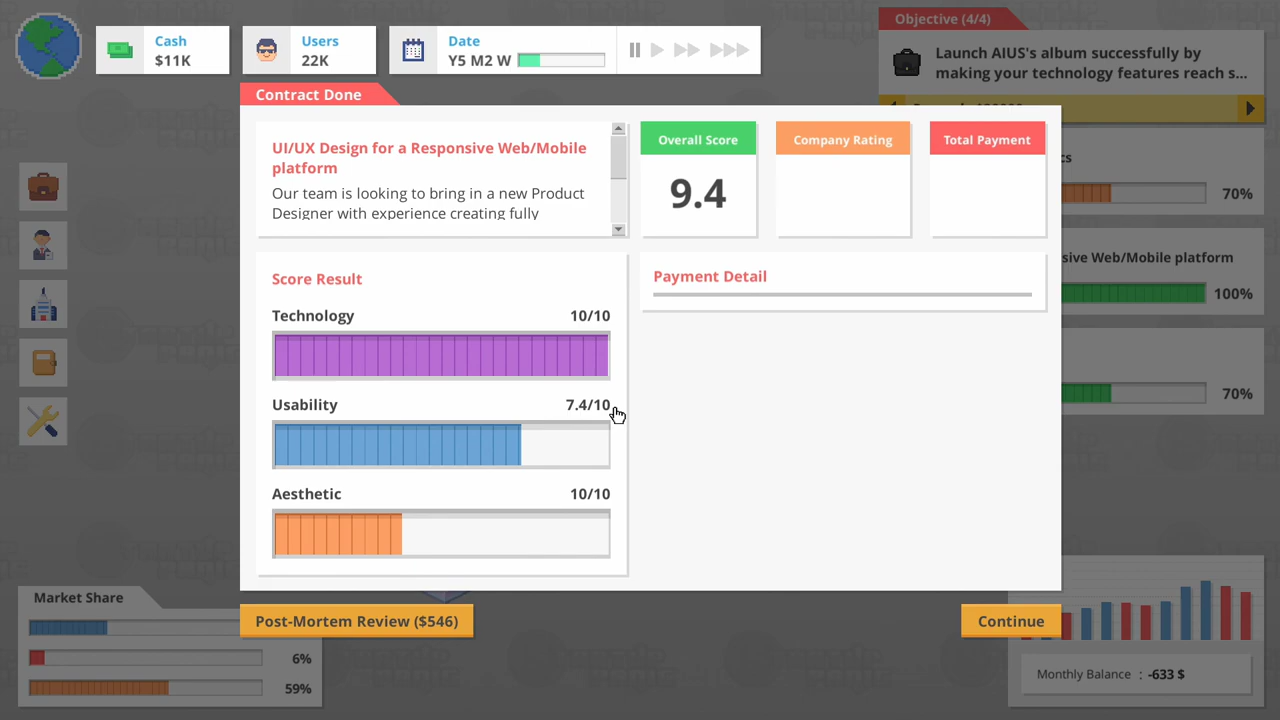 Cash
$11K
Users
22K
Date
Y5 M2 W
Objective (4/4)
Launch AIUS's album successfully by
making your technology features reach s...
Contract Done
UI/UX Design for a Responsive Web/Mobile
platform
Our team is looking to bring in a new Product
Designer with experience creating fully
Overall Score
9.4
Company Rating
Total Payment
Score Result
Technology 10/10
Usability 7.4/10
Aesthetic 10/10
Payment Detail
70%
sive Web/Mobile platform
100%
70%
Post-Mortem Review ($546)
Continue
Market Share
6%
59%
Monthly Balance : -633 $